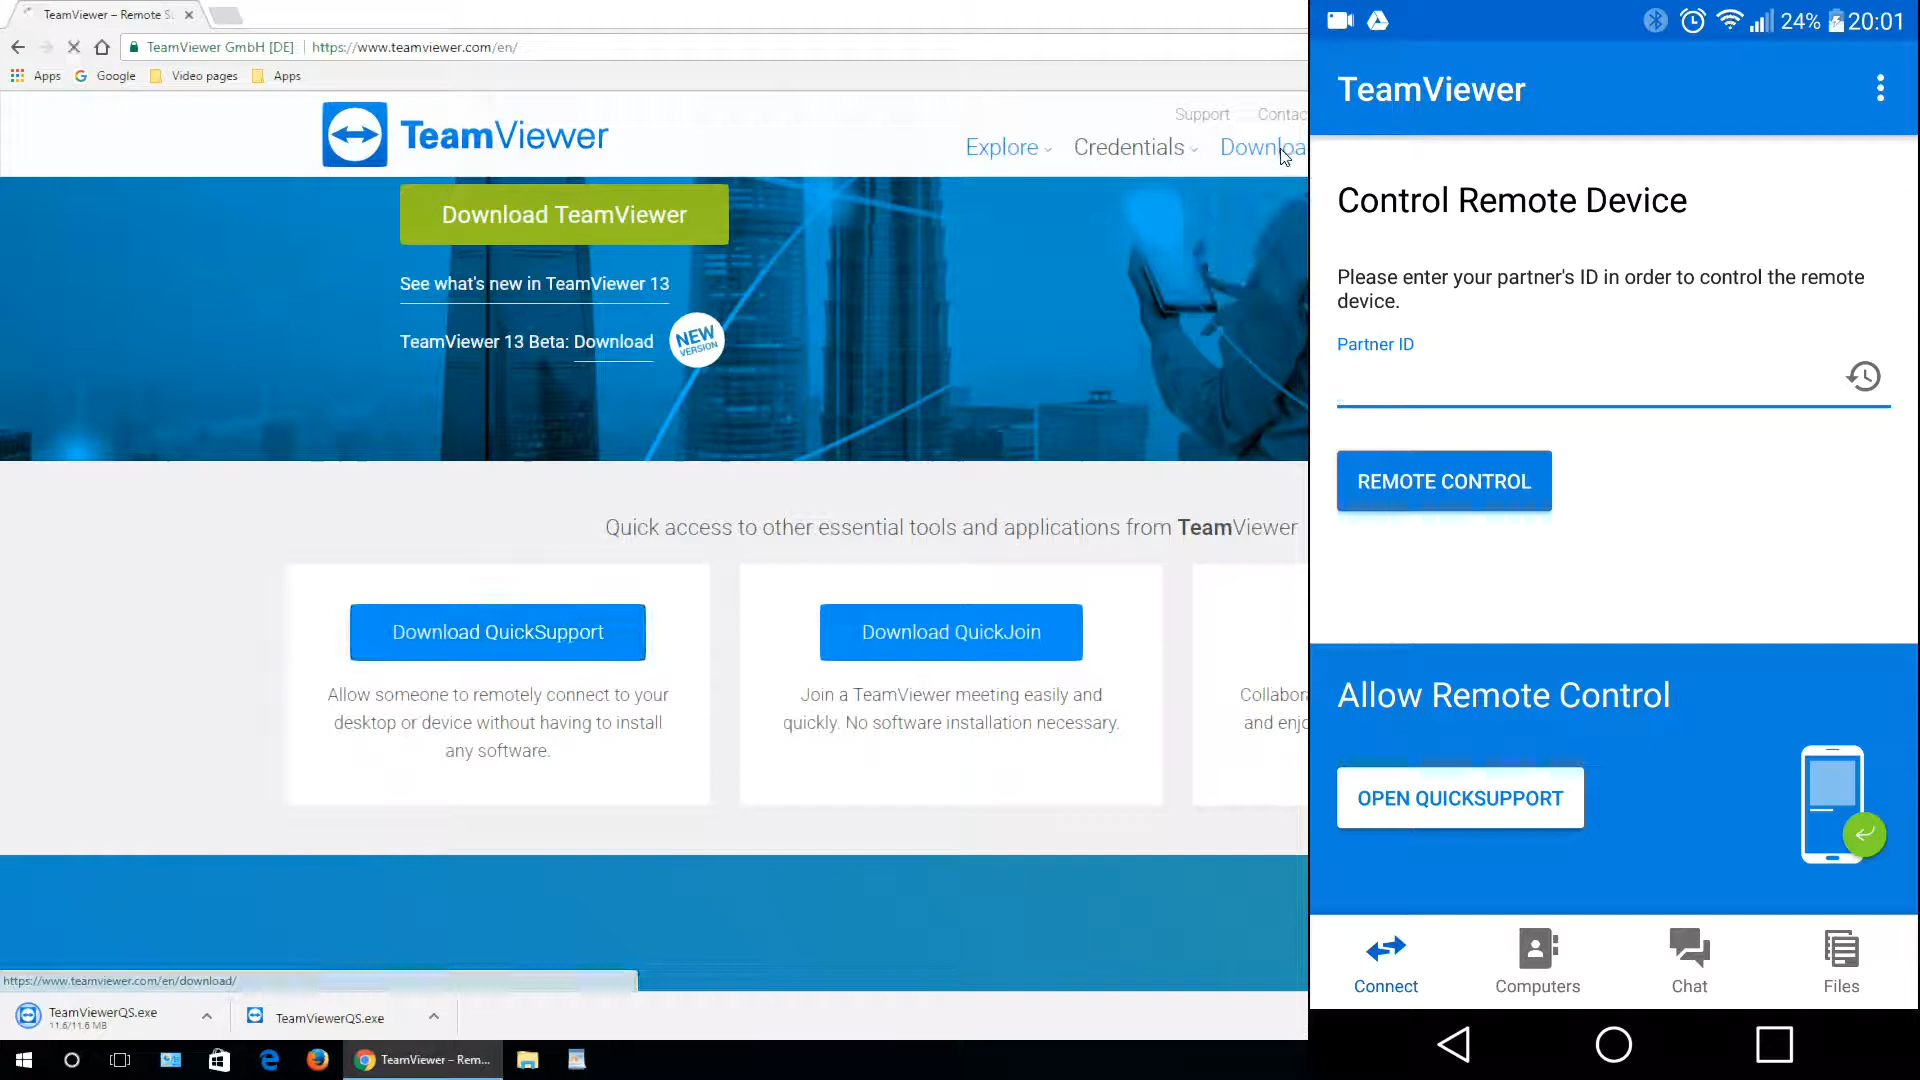 TeamViewer – Remote S
TeamViewer GmbH [DE]
https://www.teamviewer.com/en/
Apps
Google
Video pages
Apps
TeamViewer
Support
Contac
Explore
Credentials
Downloa
Download TeamViewer
See what's new in TeamViewer 13
TeamViewer 13 Beta: Download
NEW
VERSION
Quick access to other essential tools and applications from TeamViewer
Download QuickSupport
Allow someone to remotely connect to your
desktop or device without having to install
any software.
Download QuickJoin
Join a TeamViewer meeting easily and
quickly. No software installation necessary.
Collabor
and enjo
https://www.teamviewer.com/en/download/
TeamViewerQS.exe
11.6/11.6 MB
TeamViewerQS.exe
TeamViewer – Rem...
24%
20:01
TeamViewer
Control Remote Device
Please enter your partner's ID in order to control the remote
device.
Partner ID
REMOTE CONTROL
Allow Remote Control
OPEN QUICKSUPPORT
Connect
Computers
Chat
Files